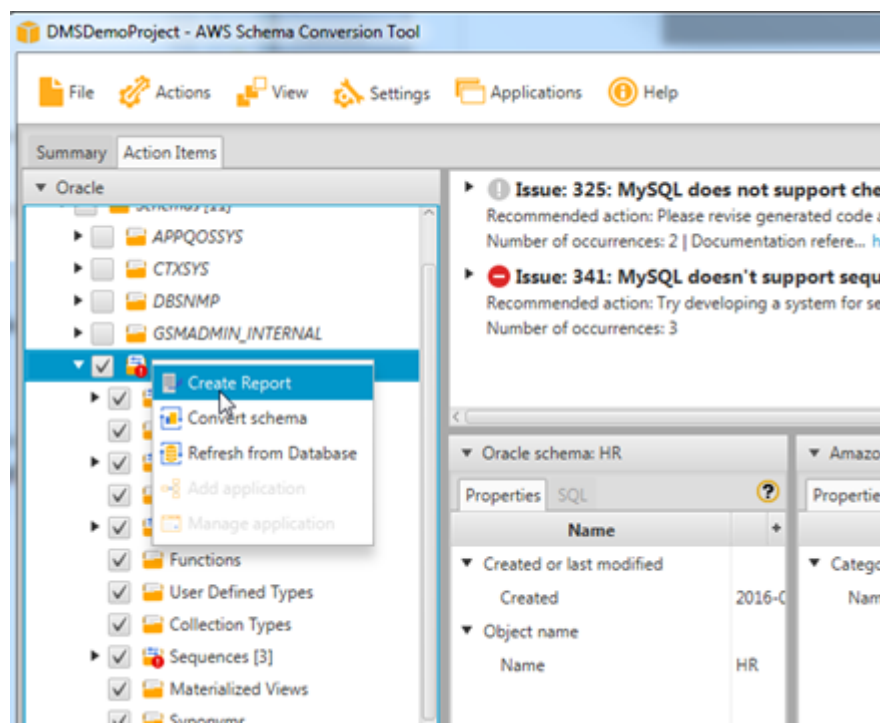 DMSDemoProject - AWS Schema Conversion Tool
File Actions View Settings Applications Help
Summary Action Items
Oracle
Schemas [11]
APPQOSSYS
CTXSYS
DBSNMP
GSMADMIN_INTERNAL
Create Report
Convert schema
Refresh from Database
Add application
Manage application
Functions
User Defined Types
Collection Types
Sequences [3]
Materialized Views
Synonyms
Issue: 325: MySQL does not support che
Recommended action: Please revise generated code a
Number of occurrences: 2 | Documentation refere... h
Issue: 341: MySQL doesn't support sequ
Recommended action: Try developing a system for se
Number of occurrences: 3
Oracle schema: HR
Properties SQL
Name +
Created or last modified
Created 2016-0
Object name
Name HR
Amazo
Propertie
Catego
Nam